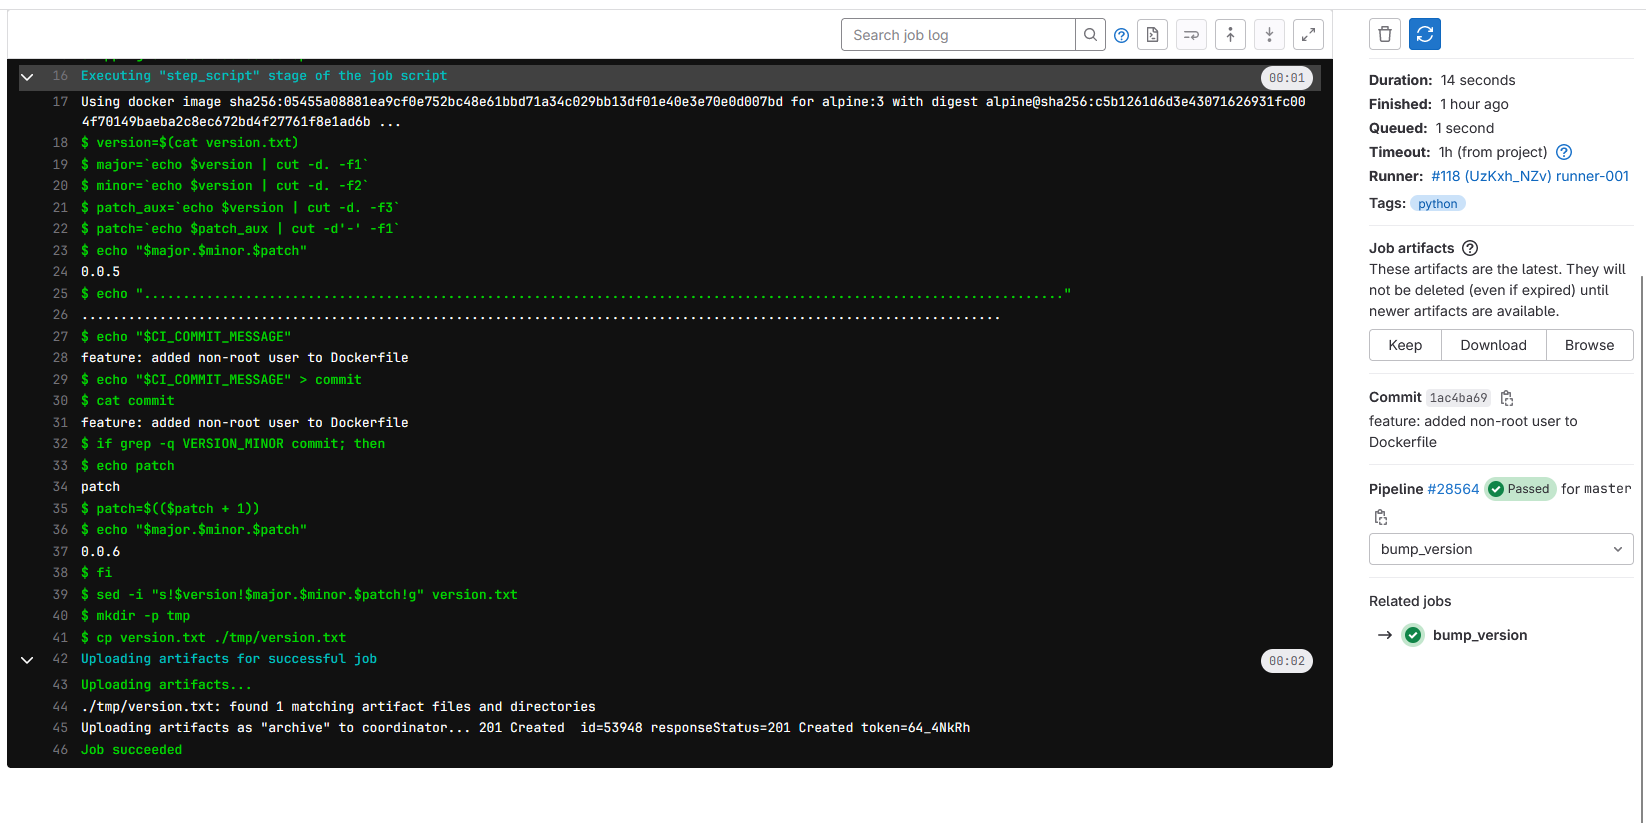 Search job log
16 Executing "step_script" stage of the job script 00:01
17 Using docker image sha256:05455a08881ea9cf0e752bc48e61bbd71a34c029bb13df01e40e3e70e0d007bd for alpine:3 with digest alpine@sha256:c5b1261d6d3e43071626931fc00
4f70149baeba2c8ec672bd4f27761f8e1ad6b ...
18 $ version=$(cat version.txt)
19 $ major=`echo $version | cut -d. -f1`
20 $ minor=`echo $version | cut -d. -f2`
21 $ patch_aux=`echo $version | cut -d. -f3`
22 $ patch=`echo $patch_aux | cut -d'-' -f1`
23 $ echo "$major.$minor.$patch"
24 0.0.5
25 $ echo "......................................................................................................................"
26 ......................................................................................................................
27 $ echo "$CI_COMMIT_MESSAGE"
28 feature: added non-root user to Dockerfile
29 $ echo "$CI_COMMIT_MESSAGE" > commit
30 $ cat commit
31 feature: added non-root user to Dockerfile
32 $ if grep -q VERSION_MINOR commit; then
33 $ echo patch
34 patch
35 $ patch=$(($patch + 1))
36 $ echo "$major.$minor.$patch"
37 0.0.6
38 $ fi
39 $ sed -i "s!$version!$major.$minor.$patch!g" version.txt
40 $ mkdir -p tmp
41 $ cp version.txt ./tmp/version.txt
42 Uploading artifacts for successful job 00:02
43 Uploading artifacts...
44 ./tmp/version.txt: found 1 matching artifact files and directories
45 Uploading artifacts as "archive" to coordinator... 201 Created  id=53948 responseStatus=201 Created token=64_4NkRh
46 Job succeeded
Duration: 14 seconds
Finished: 1 hour ago
Queued: 1 second
Timeout: 1h (from project)
Runner: #118 (UzKxh_NZv) runner-001
Tags: python
Job artifacts
These artifacts are the latest. They will
not be deleted (even if expired) until
newer artifacts are available.
Keep Download Browse
Commit 1ac4ba69
feature: added non-root user to
Dockerfile
Pipeline #28564 Passed for master
bump_version
Related jobs
→ bump_version